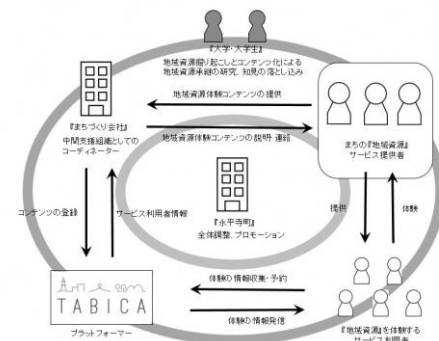 『大学・大学生』
地域資源掘り起しとコンテンツ化による
地域資源承継の研究、知見の落とし込み
地域資源体験コンテンツの提供
『まちづくり会社』
中間支援組織としての
コーディネーター
地域資源体験コンテンツの説明・連絡
まちの『地域資源』
サービス提供者
コンテンツの登録
サービス利用者情報
『永平寺町』
全体調整、プロモーション
提供
体験
体験の情報収集・予約
TABICA
体験の情報発信
プラットフォーマー
『地域資源』を体験する
サービス利用者